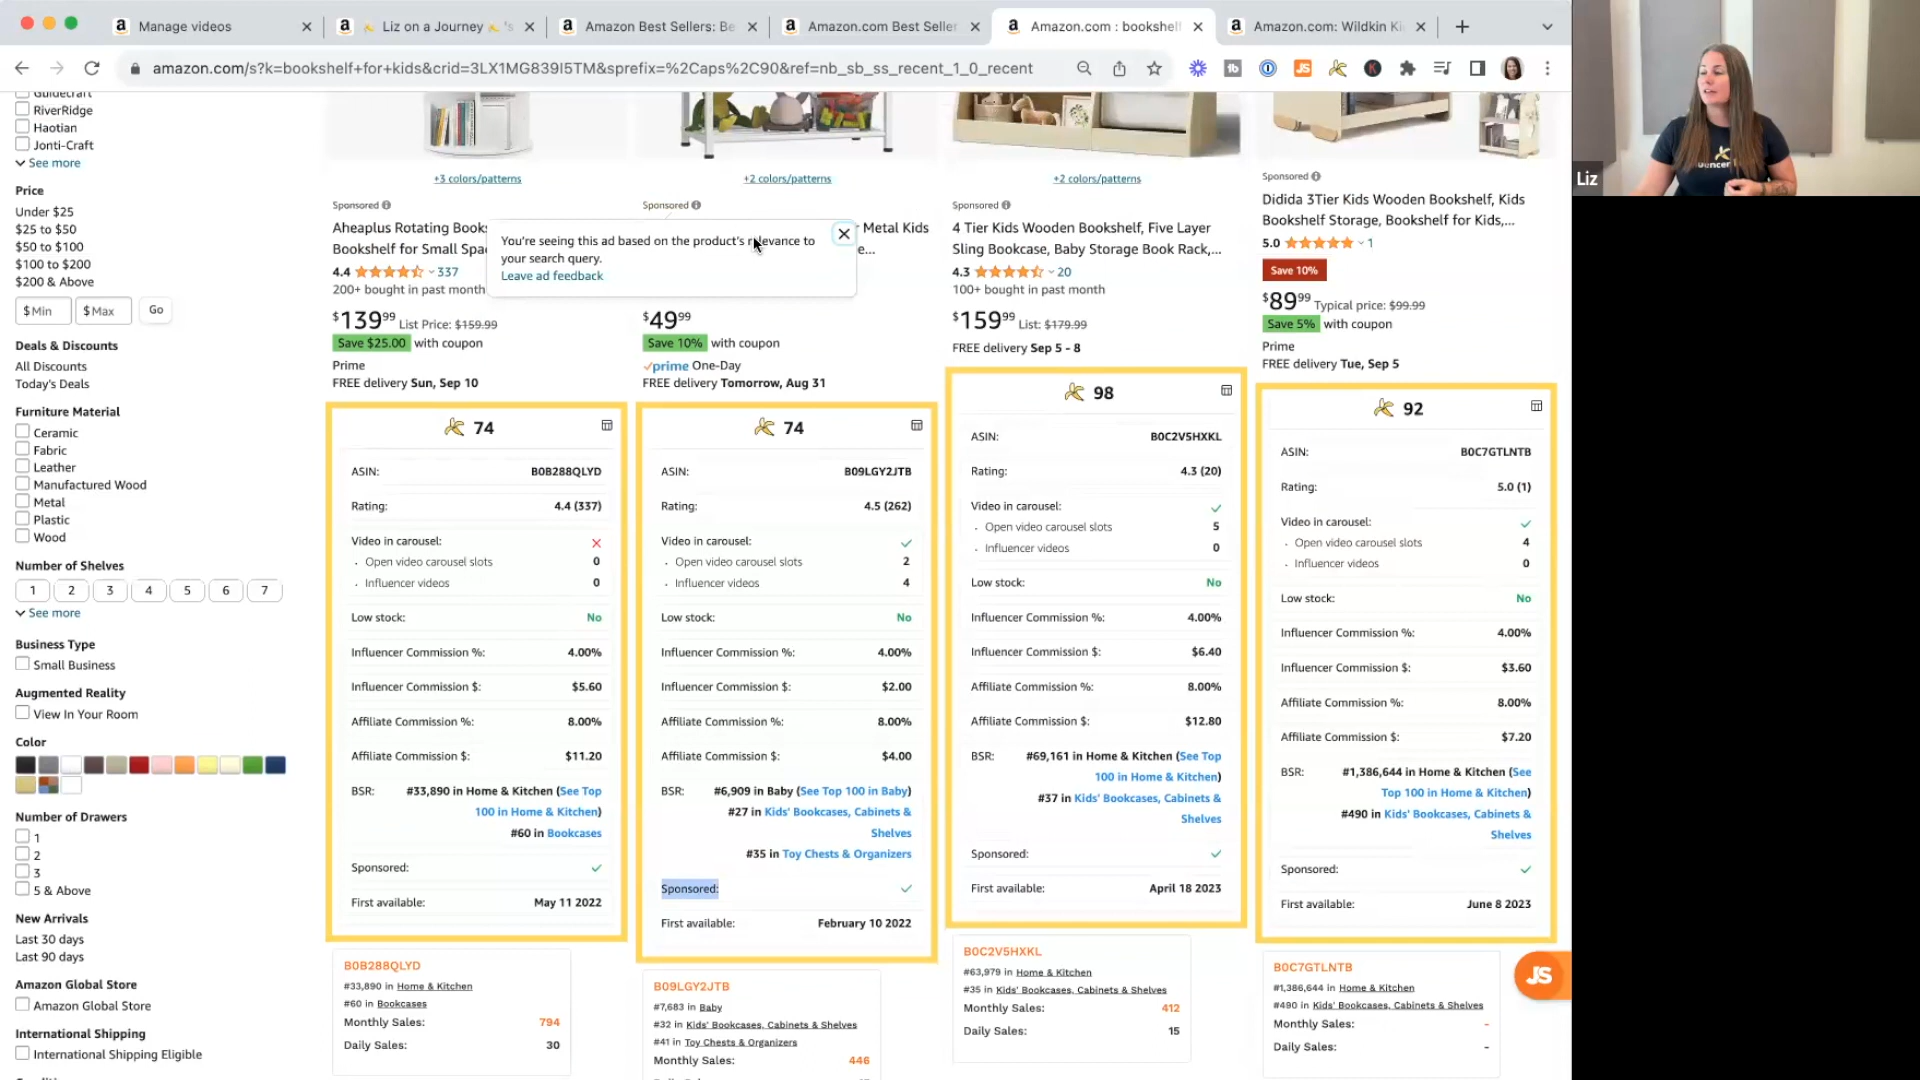 Manage videos
Liz on a Journey 's
Amazon Best Sellers: Be
Amazon.com Best Seller
Amazon.com : bookshelf
Amazon.com: Wildkin Ki
amazon.com/s?k=bookshelf+for+kids&crid=3LX1MG839I5TM&sprefix=%2Caps%2C90&ref=nb_sb_ss_recent_1_0_recent
Liz
Guidecraft
RiverRidge
Haotian
Jonti-Craft
See more
Price
Under $25
$25 to $50
$50 to $100
$100 to $200
$200 & Above
$ Min
$ Max
Go
Deals & Discounts
All Discounts
Today's Deals
Furniture Material
Ceramic
Fabric
Leather
Manufactured Wood
Metal
Plastic
Wood
Number of Shelves
1 2 3 4 5 6 7
See more
Business Type
Small Business
Augmented Reality
View In Your Room
Color
Number of Drawers
1
2
3
5 & Above
New Arrivals
Last 30 days
Last 90 days
Amazon Global Store
Amazon Global Store
International Shipping
International Shipping Eligible
+3 colors/patterns
Sponsored
Aheaplus Rotating Books
Bookshelf for Small Spac
4.4 337
200+ bought in past month
$139.99 List Price: $159.99
Save $25.00 with coupon
Prime
FREE delivery Sun, Sep 10
74
ASIN: B0B288QLYD
Rating: 4.4 (337)
Video in carousel:
Open video carousel slots 0
Influencer videos 0
Low stock: No
Influencer Commission %: 4.00%
Influencer Commission $: $5.60
Affiliate Commission %: 8.00%
Affiliate Commission $: $11.20
BSR: #33,890 in Home & Kitchen (See Top
100 in Home & Kitchen)
#60 in Bookcases
Sponsored:
First available: May 11 2022
B0B288QLYD
#33,890 in Home & Kitchen
#60 in Bookcases
Monthly Sales: 794
Daily Sales: 30
+2 colors/patterns
Sponsored
You're seeing this ad based on the product's relevance to
your search query.
Leave ad feedback
Metal Kids
e...
$49.99
Save 10% with coupon
prime One-Day
FREE delivery Tomorrow, Aug 31
74
ASIN: B09LGY2JTB
Rating: 4.5 (262)
Video in carousel:
Open video carousel slots 2
Influencer videos 4
Low stock: No
Influencer Commission %: 4.00%
Influencer Commission $: $2.00
Affiliate Commission %: 8.00%
Affiliate Commission $: $4.00
BSR: #6,909 in Baby (See Top 100 in Baby)
#27 in Kids' Bookcases, Cabinets &
Shelves
#35 in Toy Chests & Organizers
Sponsored:
First available: February 10 2022
B09LGY2JTB
#7,683 in Baby
#32 in Kids' Bookcases, Cabinets & Shelves
#41 in Toy Chests & Organizers
Monthly Sales: 446
+2 colors/patterns
Sponsored
4 Tier Kids Wooden Bookshelf, Five Layer
Sling Bookcase, Baby Storage Book Rack,...
4.3 20
100+ bought in past month
$159.99 List: $179.99
FREE delivery Sep 5 - 8
98
ASIN: B0C2V5HXKL
Rating: 4.3 (20)
Video in carousel:
Open video carousel slots 5
Influencer videos 0
Low stock: No
Influencer Commission %: 4.00%
Influencer Commission $: $6.40
Affiliate Commission %: 8.00%
Affiliate Commission $: $12.80
BSR: #69,161 in Home & Kitchen (See Top
100 in Home & Kitchen)
#37 in Kids' Bookcases, Cabinets &
Shelves
Sponsored:
First available: April 18 2023
B0C2V5HXKL
#63,979 in Home & Kitchen
#35 in Kids' Bookcases, Cabinets & Shelves
Monthly Sales: 412
Daily Sales: 15
Sponsored
Didida 3Tier Kids Wooden Bookshelf, Kids
Bookshelf Storage, Bookshelf for Kids,...
5.0 1
Save 10%
$89.99 Typical price: $99.99
Save 5% with coupon
Prime
FREE delivery Tue, Sep 5
92
ASIN: B0C7GTLNTB
Rating: 5.0 (1)
Video in carousel:
Open video carousel slots 4
Influencer videos 0
Low stock: No
Influencer Commission %: 4.00%
Influencer Commission $: $3.60
Affiliate Commission %: 8.00%
Affiliate Commission $: $7.20
BSR: #1,386,644 in Home & Kitchen (See
Top 100 in Home & Kitchen)
#490 in Kids' Bookcases, Cabinets &
Shelves
Sponsored:
First available: June 8 2023
B0C7GTLNTB
#1,386,644 in Home & Kitchen
#490 in Kids' Bookcases, Cabinets & Shelves
Monthly Sales: -
Daily Sales: -
JS